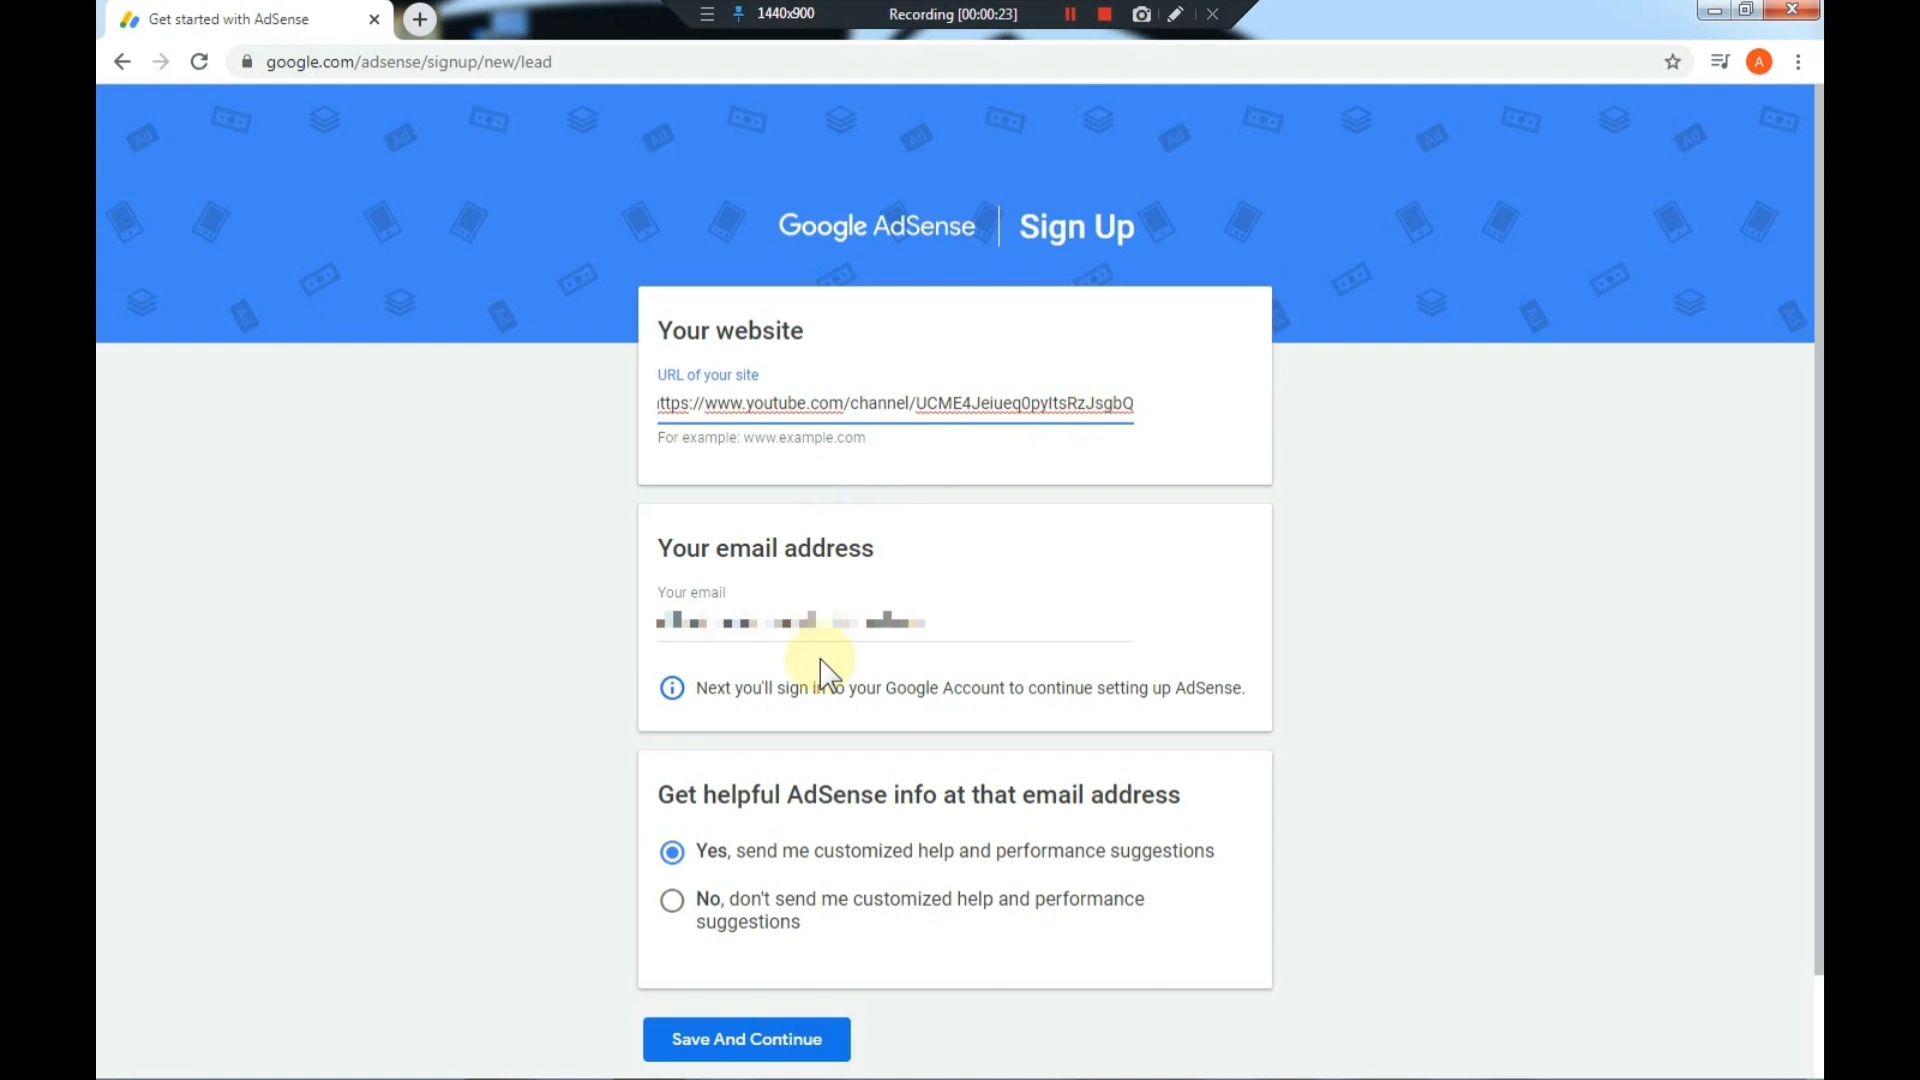 Get started with AdSense
1440x900
Recording [00:00:23]
google.com/adsense/signup/new/lead
A
Google AdSense
Sign Up
Your website
URL of your site
ttps://www.youtube.com/channel/UCME4Jeiueq0pyItsRzJsgbQ
For example: www.example.com
Your email address
Your email
Next you'll sign into your Google Account to continue setting up AdSense.
Get helpful AdSense info at that email address
Yes, send me customized help and performance suggestions
No, don't send me customized help and performance
suggestions
Save And Continue